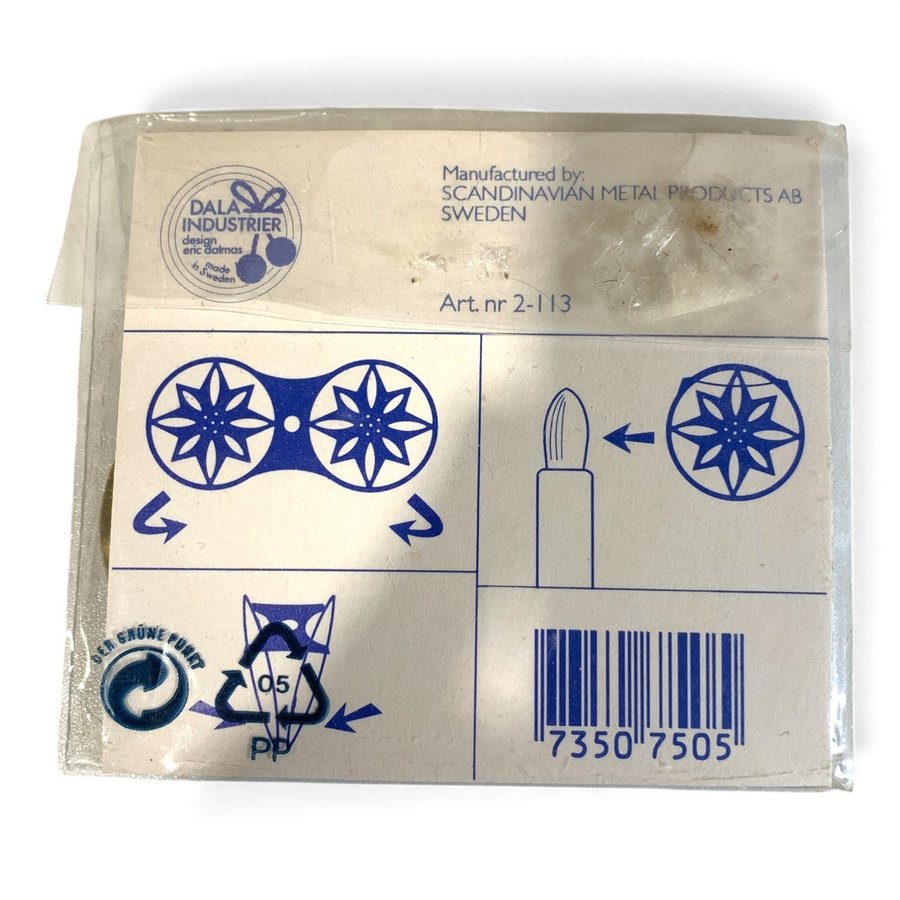 DALA
INDUSTRIER
design
eric dalmas
made
in Sweden
Manufactured by:
SCANDINAVIAN METAL PRODUCTS AB
SWEDEN
Art. nr 2-113
DER GRÜNE PUNKT
05
PP
7350 7505